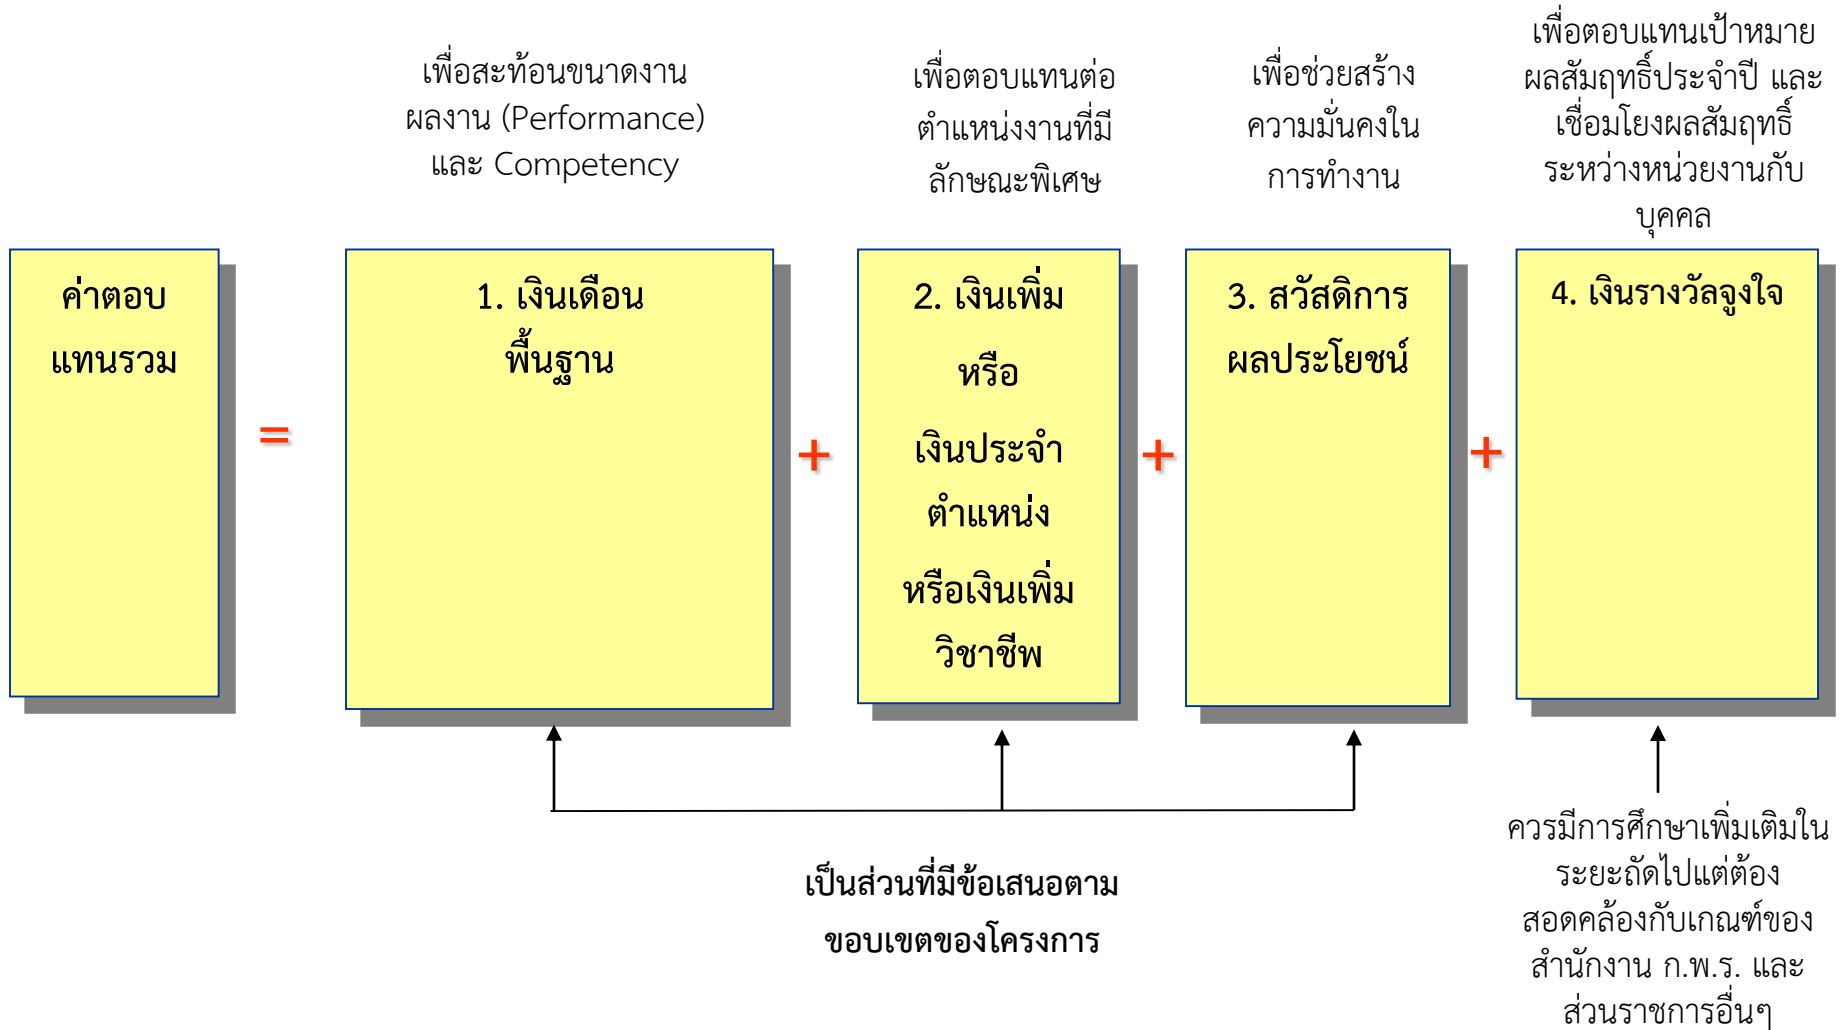 เพื่อสะท้อนขนาดงาน
ผลงาน (Performance)
และ Competency
เพื่อตอบแทนต่อ
ตำแหน่งงานที่มี
ลักษณะพิเศษ
เพื่อช่วยสร้าง
ความมั่นคงใน
การทำงาน
เพื่อตอบแทนเป้าหมาย
ผลสัมฤทธิ์ประจำปี และ
เชื่อมโยงผลสัมฤทธิ์
ระหว่างหน่วยงานกับ
บุคคล
ค่าตอบ
แทนรวม
=
1. เงินเดือน
พื้นฐาน
+
2. เงินเพิ่ม
หรือ
เงินประจำ
ตำแหน่ง
หรือเงินเพิ่ม
วิชาชีพ
+
3. สวัสดิการ
ผลประโยชน์
+
4. เงินรางวัลจูงใจ
เป็นส่วนที่มีข้อเสนอตาม
ขอบเขตของโครงการ
ควรมีการศึกษาเพิ่มเติมใน
ระยะถัดไปแต่ต้อง
สอดคล้องกับเกณฑ์ของ
สำนักงาน ก.พ.ร. และ
ส่วนราชการอื่นๆ